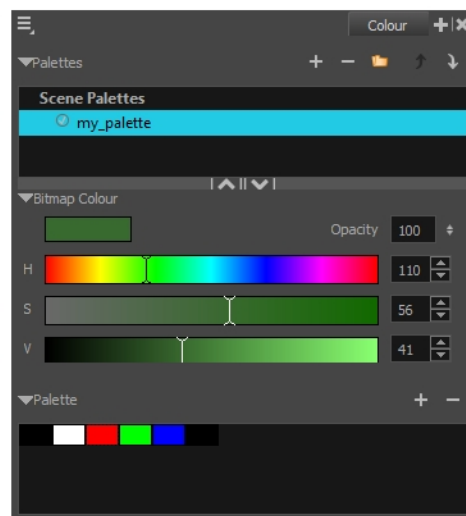 Colour
Palettes
Scene Palettes
my_palette
Bitmap Colour
Opacity 100
H 110
S 56
V 41
Palette